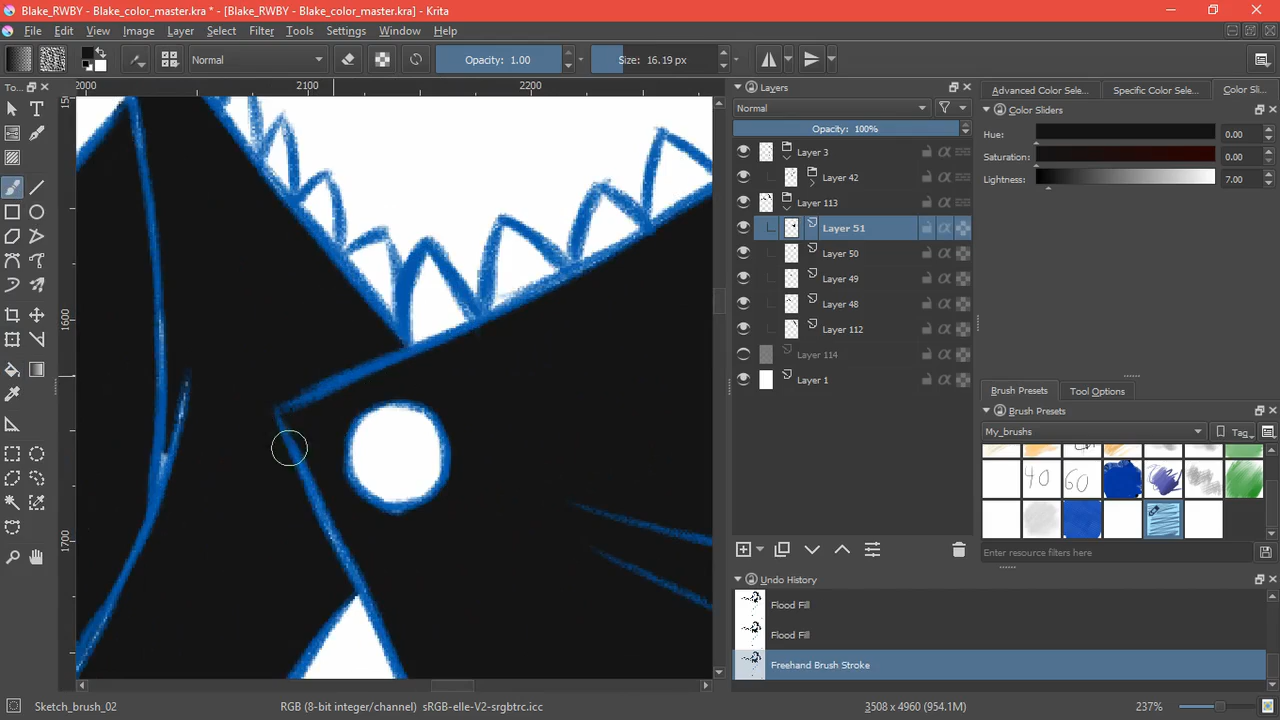 Blake_RWBY - Blake_color_master.kra * - [Blake_RWBY - Blake_color_master.kra] - Krita
File Edit View Image Layer Select Filter Tools Settings Window Help
Normal Opacity: 1.00 Size: 16.19 px
To...
2000 2100 2200
1600
1700
Layers
Normal
Opacity: 100%
Layer 3
Layer 42
Layer 113
Layer 51
Layer 50
Layer 49
Layer 48
Layer 112
Layer 114
Layer 1
Undo History
Flood Fill
Flood Fill
Freehand Brush Stroke
Advanced Color Sele... Specific Color Sele... Color Sli...
Color Sliders
Hue: 0.00
Saturation: 0.00
Lightness: 7.00
Brush Presets Tool Options
Brush Presets
My_brushes Tag
40 60
Enter resource filters here
Sketch_brush_02 RGB (8-bit integer/channel) sRGB-elle-V2-srgbtrc.icc 3508 x 4960 (954.1M) 237%